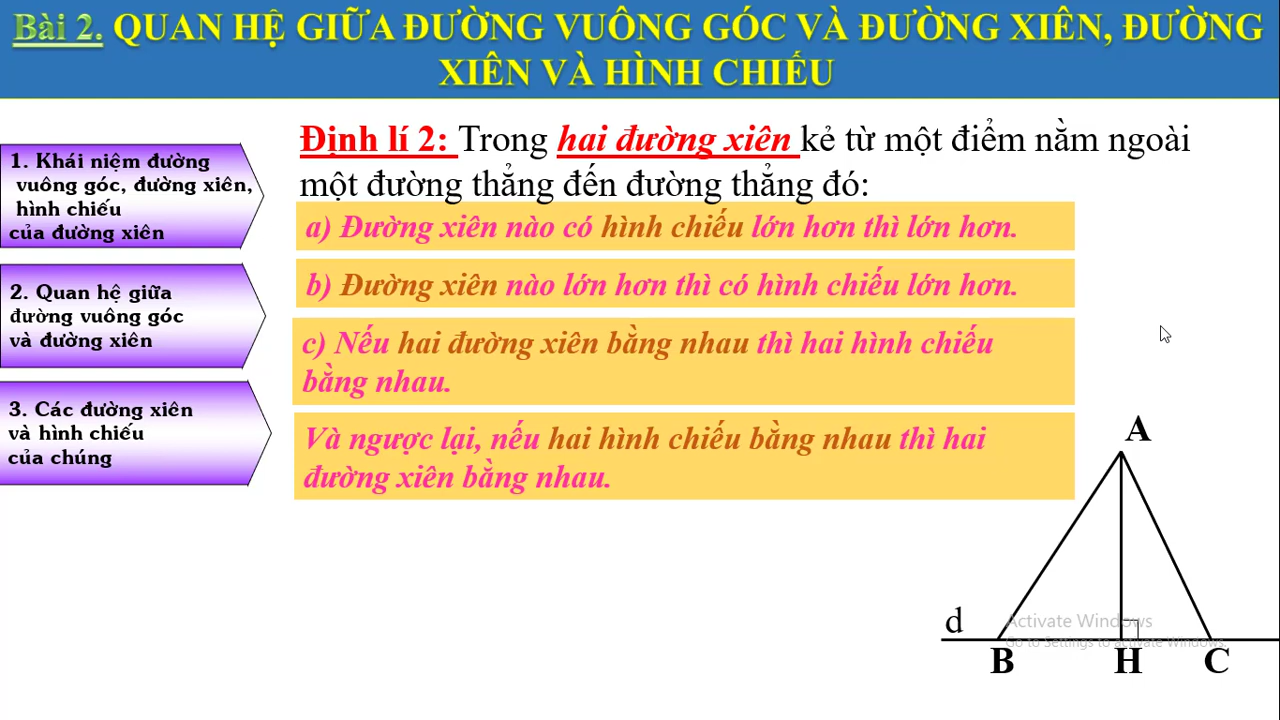 Bài 2. QUAN HỆ GIỮA ĐƯỜNG VUÔNG GÓC VÀ ĐƯỜNG XIÊN, ĐƯỜNG
XIÊN VÀ HÌNH CHIẾU
1. Khái niệm đường
vuông góc, đường xiên,
hình chiếu
của đường xiên
2. Quan hệ giữa
đường vuông góc
và đường xiên
3. Các đường xiên
và hình chiếu
của chúng
Định lí 2: Trong hai đường xiên kẻ từ một điểm nằm ngoài
một đường thẳng đến đường thẳng đó:
a) Đường xiên nào có hình chiếu lớn hơn thì lớn hơn.
b) Đường xiên nào lớn hơn thì có hình chiếu lớn hơn.
c) Nếu hai đường xiên bằng nhau thì hai hình chiếu
bằng nhau.
Và ngược lại, nếu hai hình chiếu bằng nhau thì hai
đường xiên bằng nhau.
A
d
B H C
Activate Windows
Go to Settings to activate Windows.